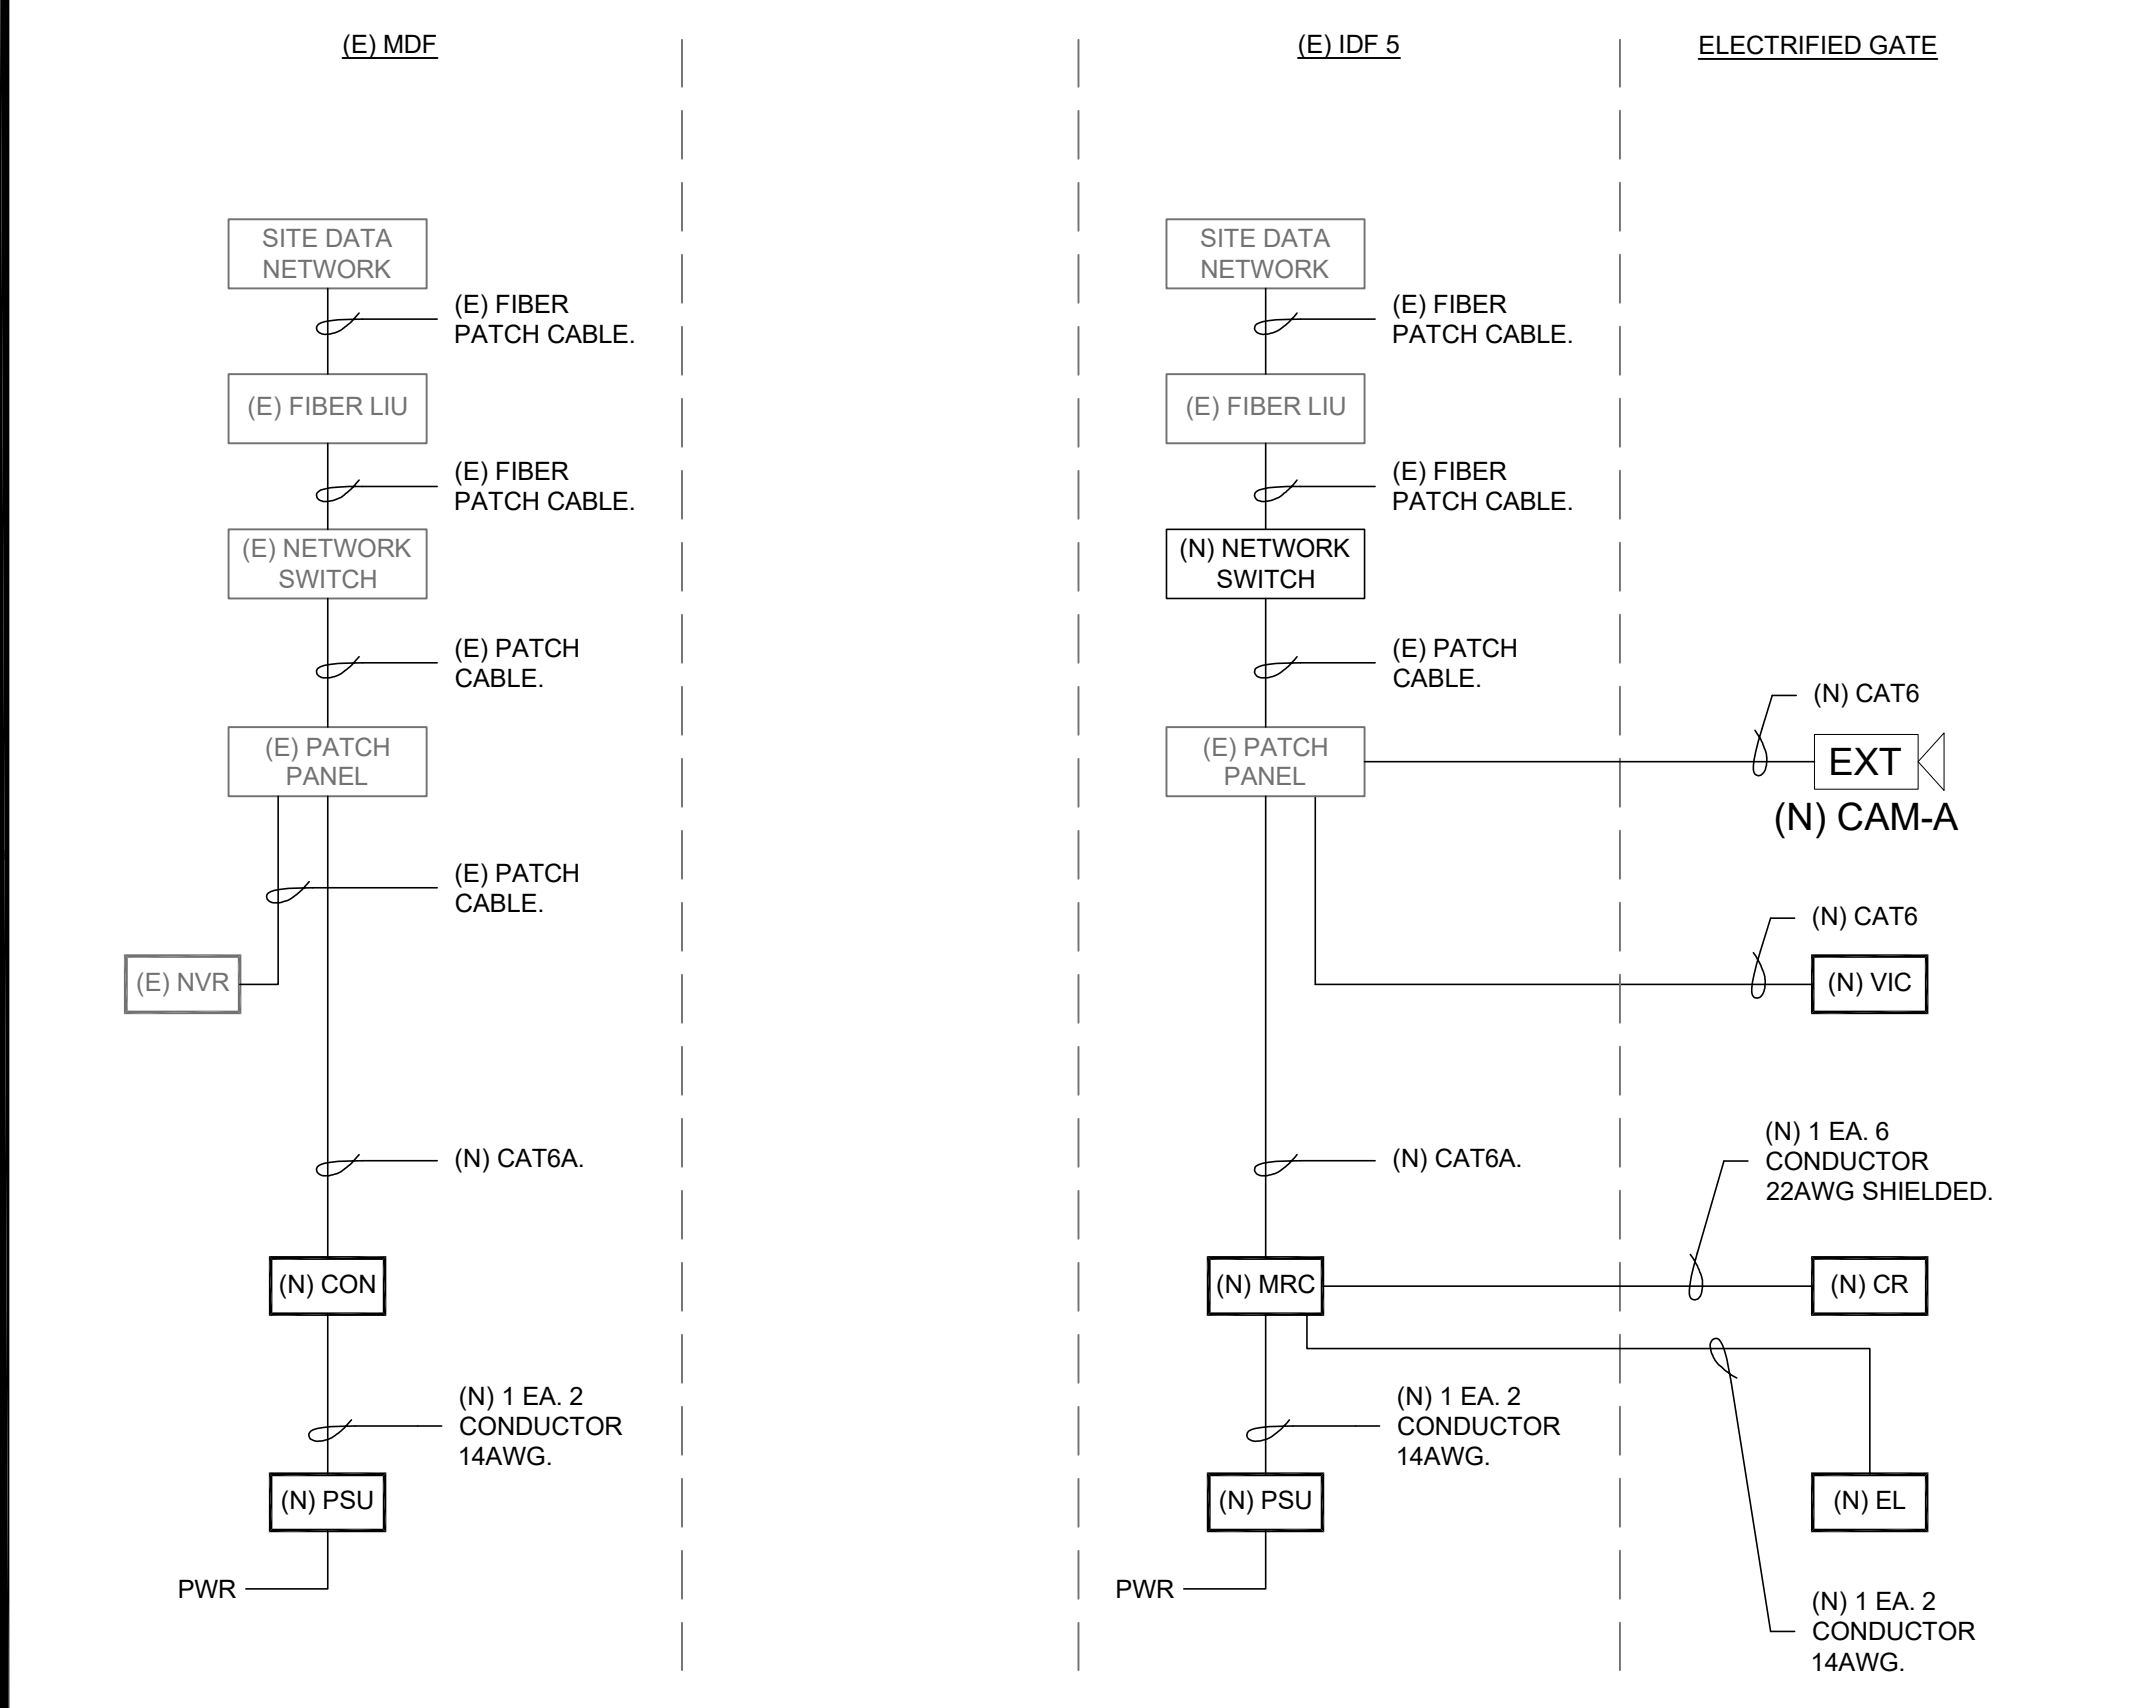 (E) MDF
SITE DATA
NETWORK
(E) FIBER
PATCH CABLE.
(E) FIBER LIU
(E) FIBER
PATCH CABLE.
(E) NETWORK
SWITCH
(E) PATCH
CABLE.
(E) PATCH
PANEL
(E) PATCH
CABLE.
(E) NVR
(N) CAT6A.
(N) CON
(N) 1 EA. 2
CONDUCTOR
14AWG.
(N) PSU
PWR
(E) IDF 5
SITE DATA
NETWORK
(E) FIBER
PATCH CABLE.
(E) FIBER LIU
(E) FIBER
PATCH CABLE.
(N) NETWORK
SWITCH
(E) PATCH
CABLE.
(E) PATCH
PANEL
(N) CAT6A.
(N) MRC
(N) 1 EA. 2
CONDUCTOR
14AWG.
(N) PSU
PWR
ELECTRIFIED GATE
(N) CAT6
EXT
(N) CAM-A
(N) CAT6
(N) VIC
(N) 1 EA. 6
CONDUCTOR
22AWG SHIELDED.
(N) CR
(N) EL
(N) 1 EA. 2
CONDUCTOR
14AWG.